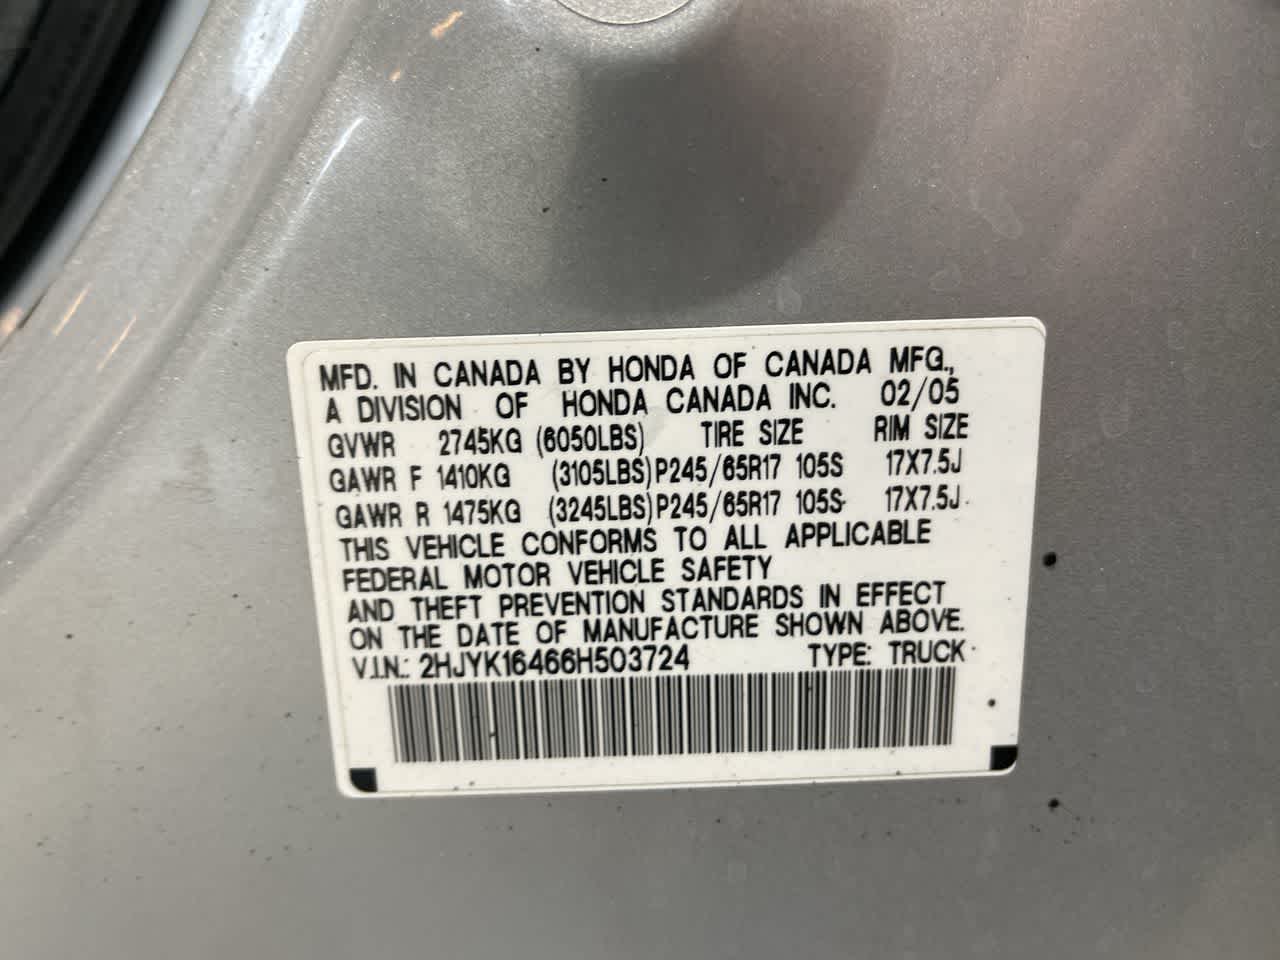 MFD. IN CANADA BY HONDA OF CANADA MFG.,
A DIVISION OF HONDA CANADA INC. 02/05
GVWR 2745KG (6050LBS) TIRE SIZE RIM SIZE
GAWR F 1410KG (3105LBS) P245/65R17 105S 17X7.5J
GAWR R 1475KG (3245LBS) P245/65R17 105S 17X7.5J
THIS VEHICLE CONFORMS TO ALL APPLICABLE
FEDERAL MOTOR VEHICLE SAFETY
AND THEFT PREVENTION STANDARDS IN EFFECT
ON THE DATE OF MANUFACTURE SHOWN ABOVE.
V.I.N.: 2HJYK16466H503724 TYPE: TRUCK